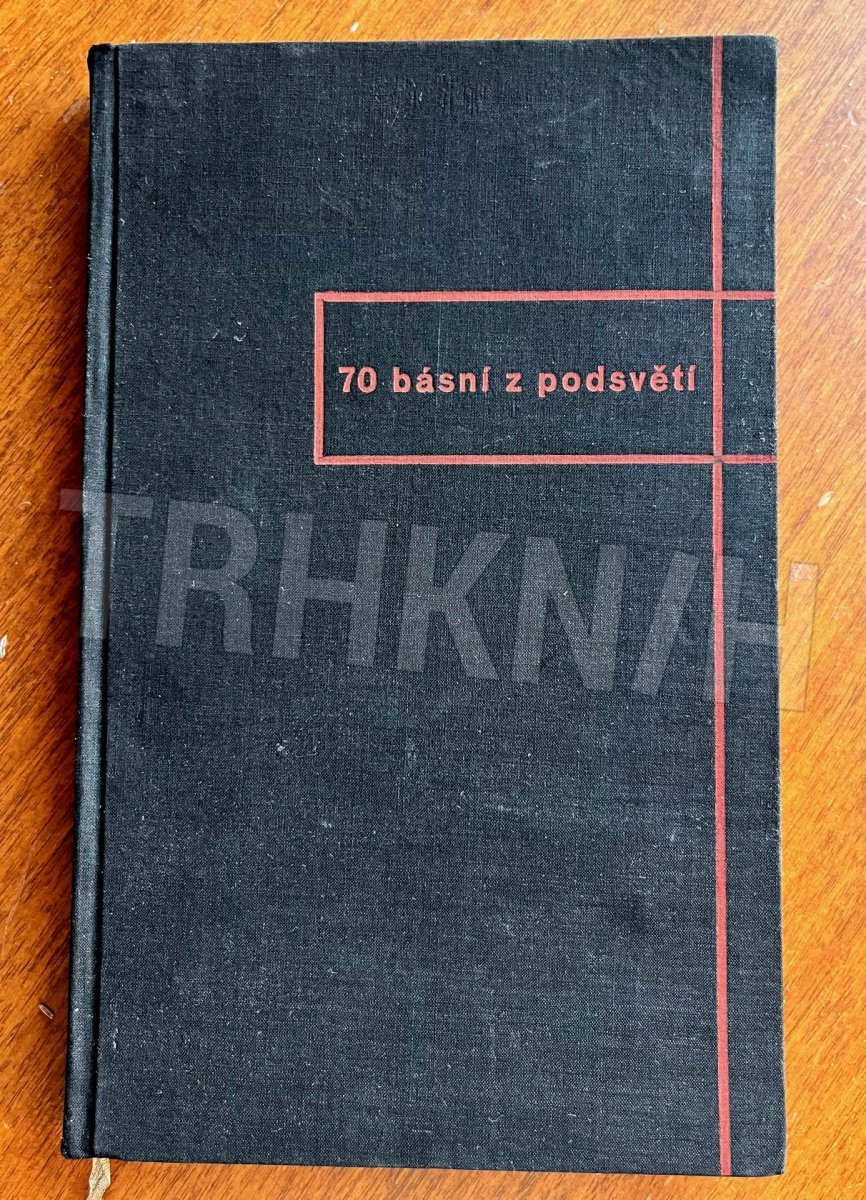 70 básní z podsvětí
TRHKNIH